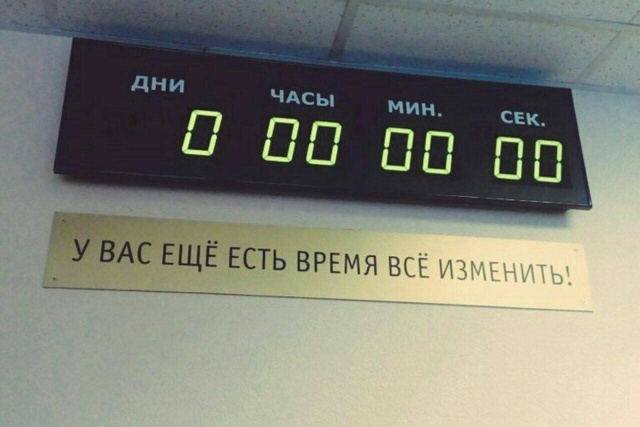 ДНИ ЧАСЫ МИН. СЕК.
0 00 00 00
У ВАС ЕЩЁ ЕСТЬ ВРЕМЯ ВСЁ ИЗМЕНИТЬ!